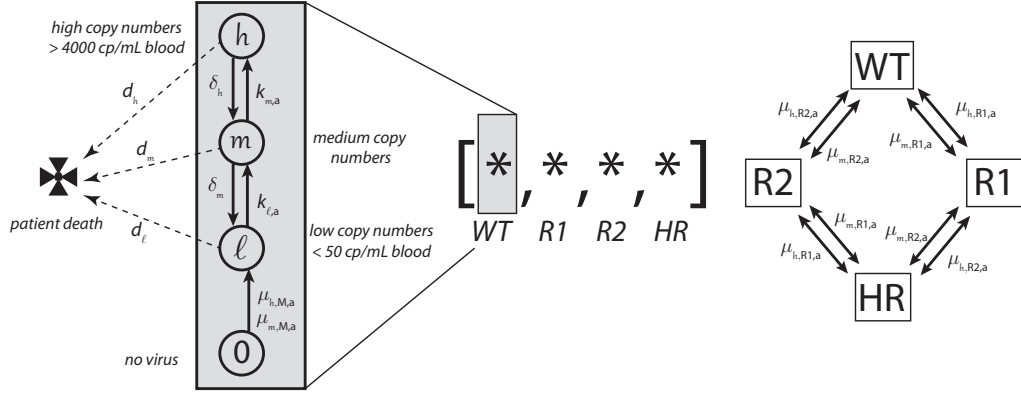 high copy numbers
> 4000 cp/mL blood
h
d_h
δ_h
k_m,a
m
d_m
medium copy
numbers
patient death
δ_m
k_ℓ,a
d_ℓ
ℓ
low copy numbers
< 50 cp/mL blood
μ_h,M,a
μ_m,M,a
no virus
0
[*, *, *, *]
WT R1 R2 HR
WT
μ_h,R2,a
μ_h,R1,a
μ_m,R2,a
μ_m,R1,a
R2
R1
μ_m,R1,a
μ_m,R2,a
μ_h,R1,a
μ_h,R2,a
HR